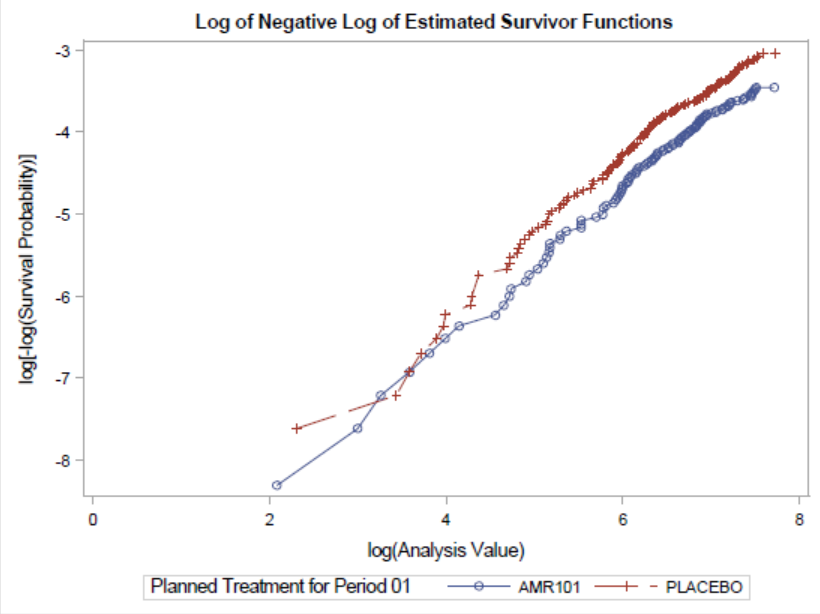 Log of Negative Log of Estimated Survivor Functions
-3
-4
-5
-6
-7
-8
log[-log(Survival Probability)]
0 2 4 6 8
log(Analysis Value)
Planned Treatment for Period 01 AMR101 PLACEBO